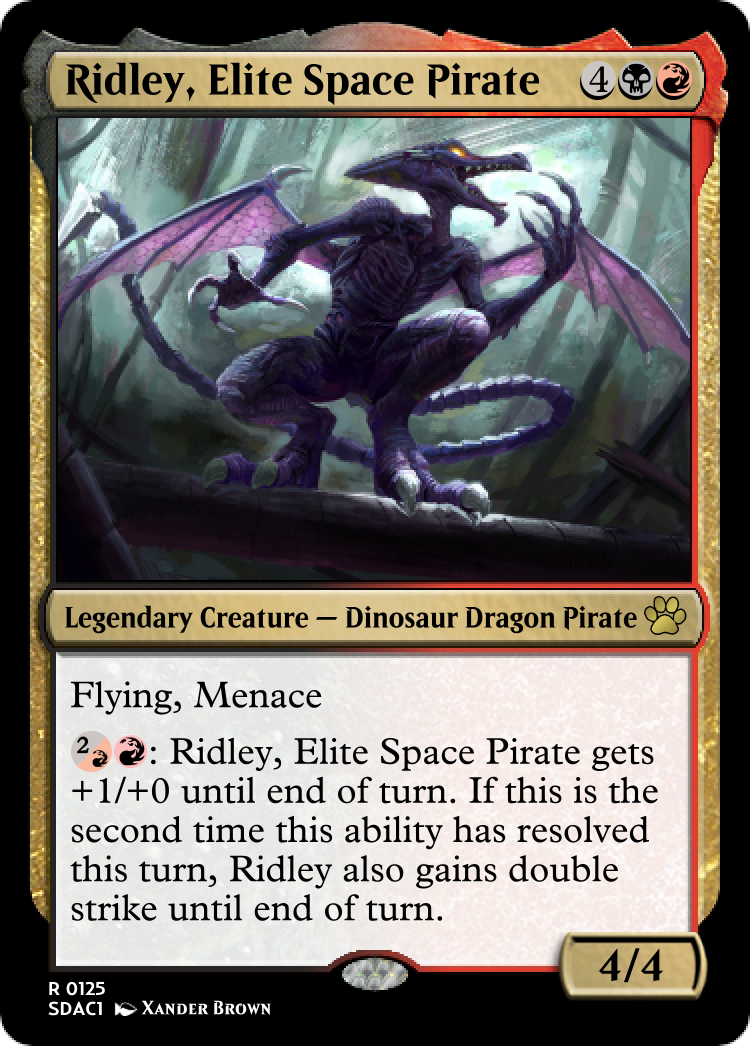 Ridley, Elite Space Pirate 4
Legendary Creature — Dinosaur Dragon Pirate
Flying, Menace
2 : Ridley, Elite Space Pirate gets
+1/+0 until end of turn. If this is the
second time this ability has resolved
this turn, Ridley also gains double
strike until end of turn.
4/4
R 0125
SDAC1 Xander Brown